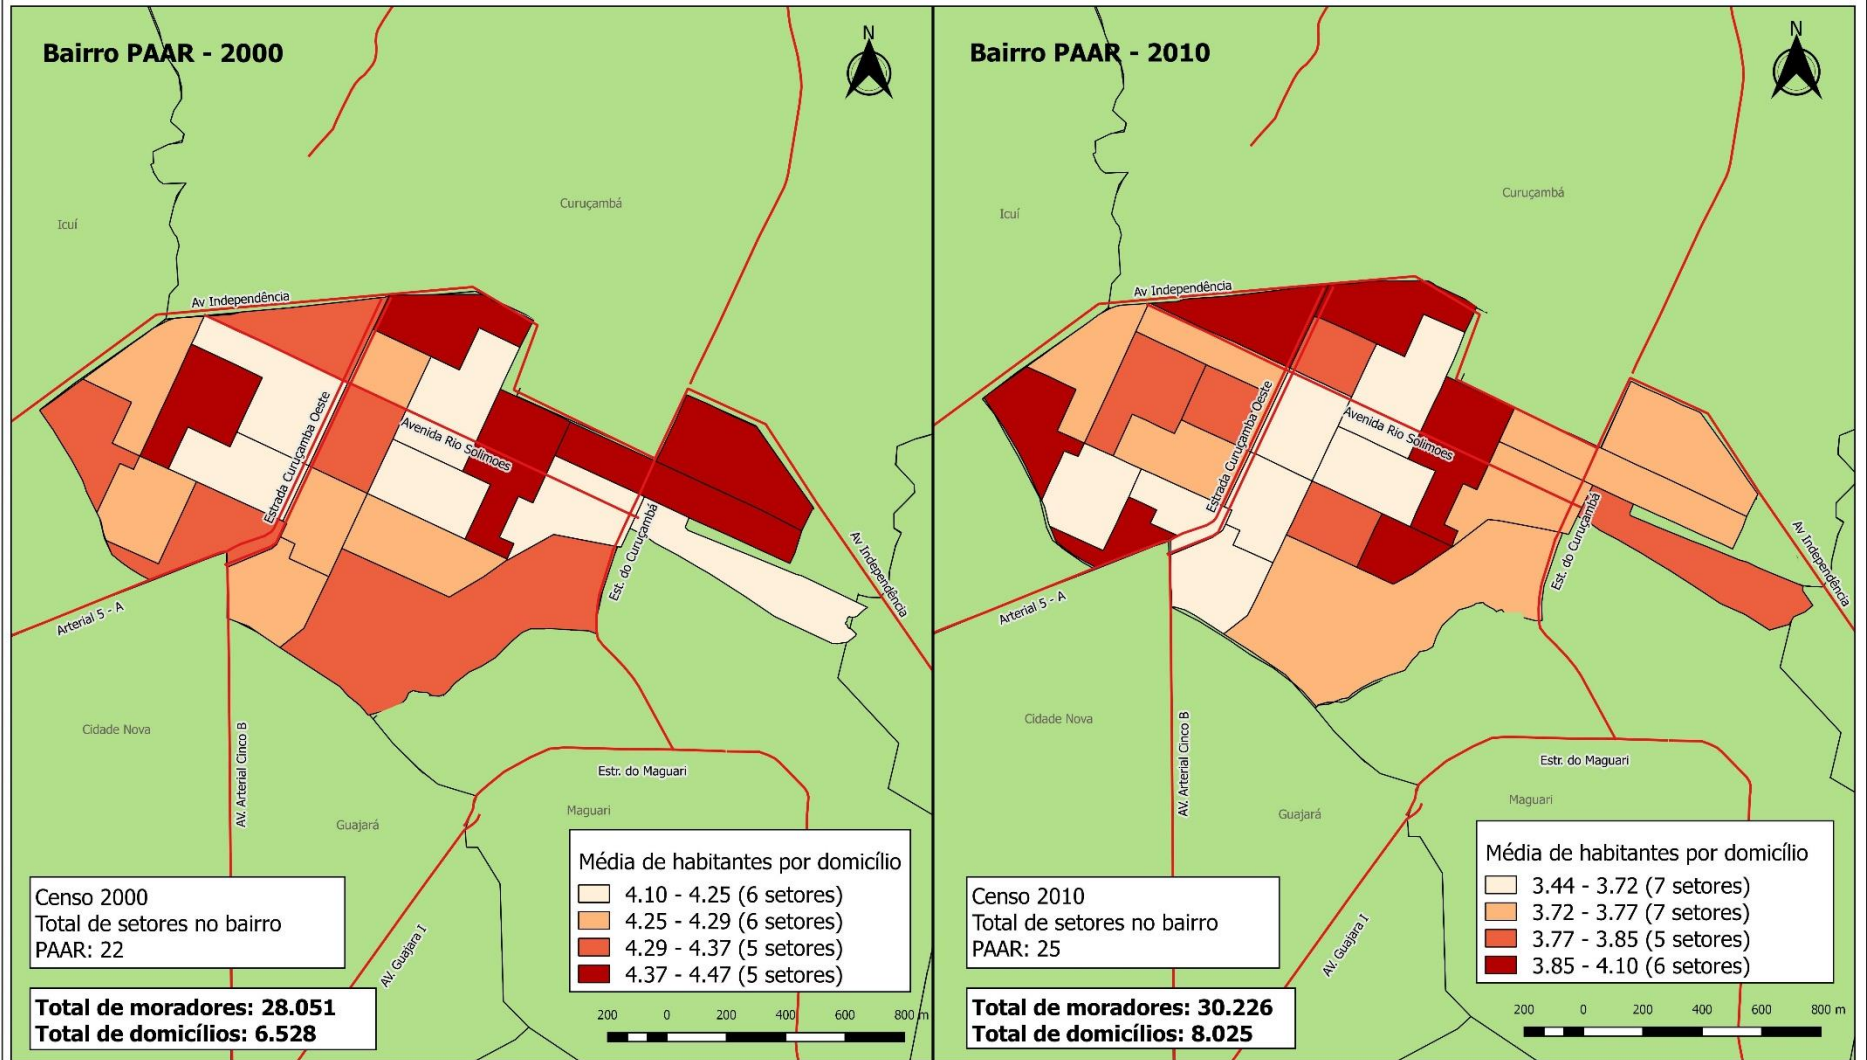 Bairro PAAR - 2000
N
Icuí
Curuçambá
Av Independência
Estrada Curuçamba Oeste
Avenida Rio Solimoes
Est. do Curuçambá
Av Independência
Arterial 5 - A
Cidade Nova
AV. Arterial Cinco B
Estr. do Maguari
Guajará
Maguari
AV. Guajara I
Média de habitantes por domicílio
4.10 - 4.25 (6 setores)
4.25 - 4.29 (6 setores)
4.29 - 4.37 (5 setores)
4.37 - 4.47 (5 setores)
Censo 2000
Total de setores no bairro
PAAR: 22
Total de moradores: 28.051
Total de domicílios: 6.528
200 0 200 400 600 800 m
Bairro PAAR - 2010
N
Icuí
Curuçambá
Av Independência
Estrada Curuçamba Oeste
Avenida Rio Solimoes
Est. do Curuçambá
Av Independência
Arterial 5 - A
Cidade Nova
AV. Arterial Cinco B
Estr. do Maguari
Guajará
Maguari
AV. Guajara I
Média de habitantes por domicílio
3.44 - 3.72 (7 setores)
3.72 - 3.77 (7 setores)
3.77 - 3.85 (5 setores)
3.85 - 4.10 (6 setores)
Censo 2010
Total de setores no bairro
PAAR: 25
Total de moradores: 30.226
Total de domicílios: 8.025
200 0 200 400 600 800 m